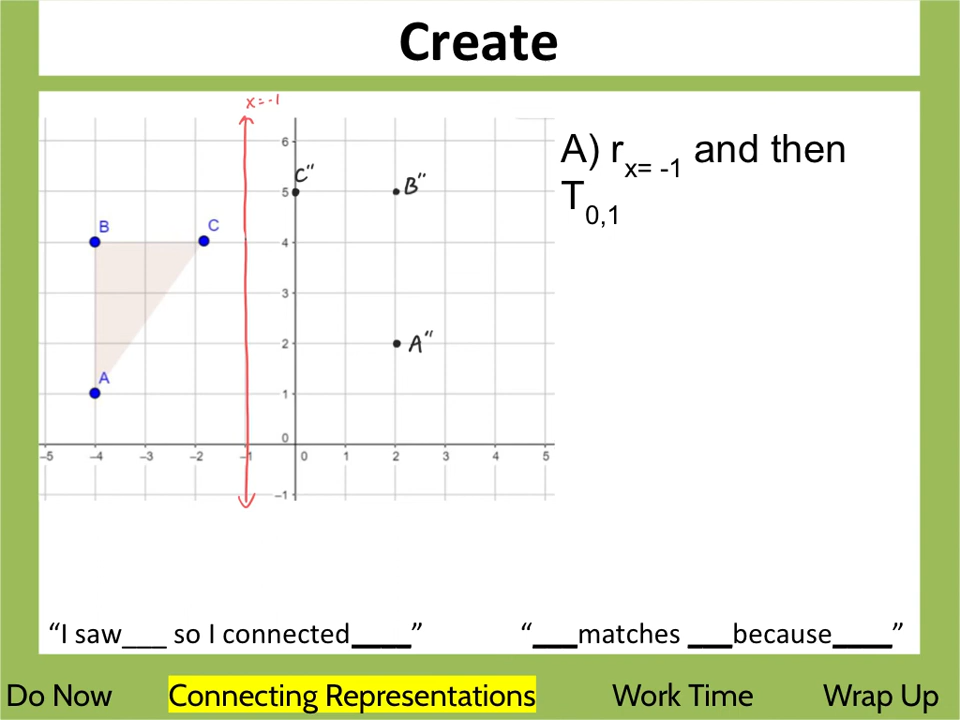 Create
x=-1
A) r x= -1 and then
T 0,1
6
C"
5
B"
B
C
4
3
2
A"
A
1
0
-5 -4 -3 -2 -1 0 1 2 3 4 5
-1
“I saw___ so I connected____”
“___matches ___because____”
Do Now Connecting Representations Work Time Wrap Up